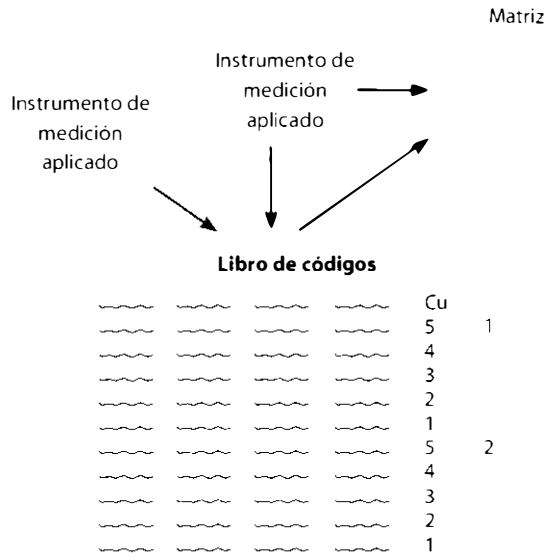 Matriz
Instrumento de
medición
aplicado
Instrumento de
medición
aplicado
Libro de códigos
Cu
5 1
4
3
2
1
5 2
4
3
2
1